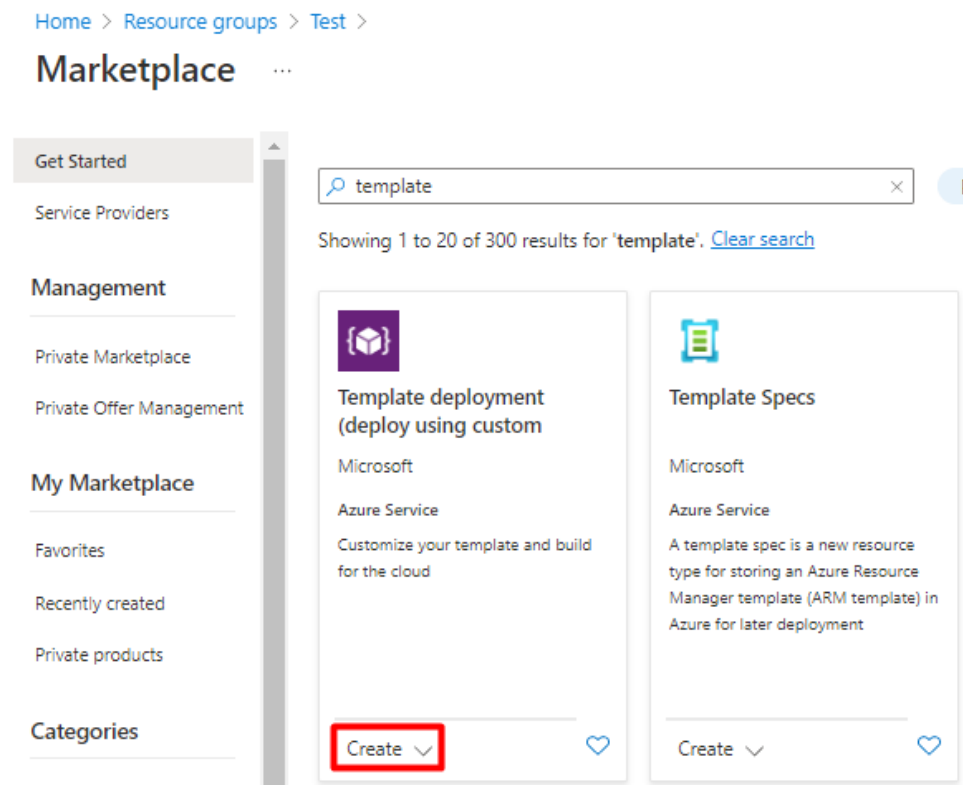 Home > Resource groups > Test >
Marketplace ...
Get Started
Service Providers
Management
Private Marketplace
Private Offer Management
My Marketplace
Favorites
Recently created
Private products
Categories
template
Showing 1 to 20 of 300 results for 'template'. Clear search
Template deployment
(deploy using custom
Microsoft
Azure Service
Customize your template and build
for the cloud
Create
Template Specs
Microsoft
Azure Service
A template spec is a new resource
type for storing an Azure Resource
Manager template (ARM template) in
Azure for later deployment
Create